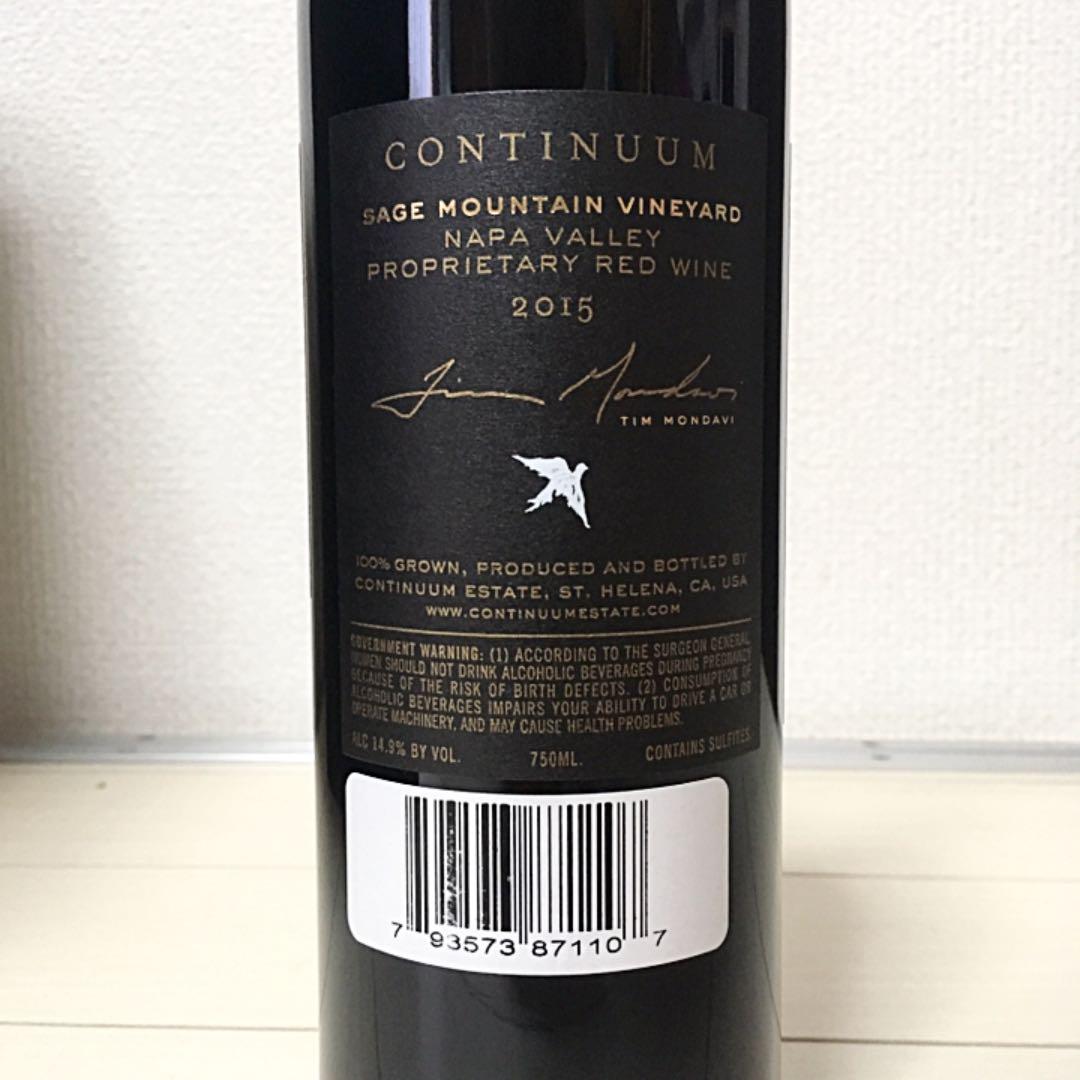 CONTINUUM
SAGE MOUNTAIN VINEYARD
NAPA VALLEY
PROPRIETARY RED WINE
2015
Tim Mondavi
TIM MONDAVI
100% GROWN, PRODUCED AND BOTTLED BY
CONTINUUM ESTATE, ST. HELENA, CA, USA
WWW.CONTINUUMESTATE.COM
GOVERNMENT WARNING: (1) ACCORDING TO THE SURGEON GENERAL,
WOMEN SHOULD NOT DRINK ALCOHOLIC BEVERAGES DURING PREGNANCY
BECAUSE OF THE RISK OF BIRTH DEFECTS. (2) CONSUMPTION OF
ALCOHOLIC BEVERAGES IMPAIRS YOUR ABILITY TO DRIVE A CAR OR
OPERATE MACHINERY, AND MAY CAUSE HEALTH PROBLEMS.
ALC 14.9% BY VOL. 750ML. CONTAINS SULFITES.
7 93573 87110 7